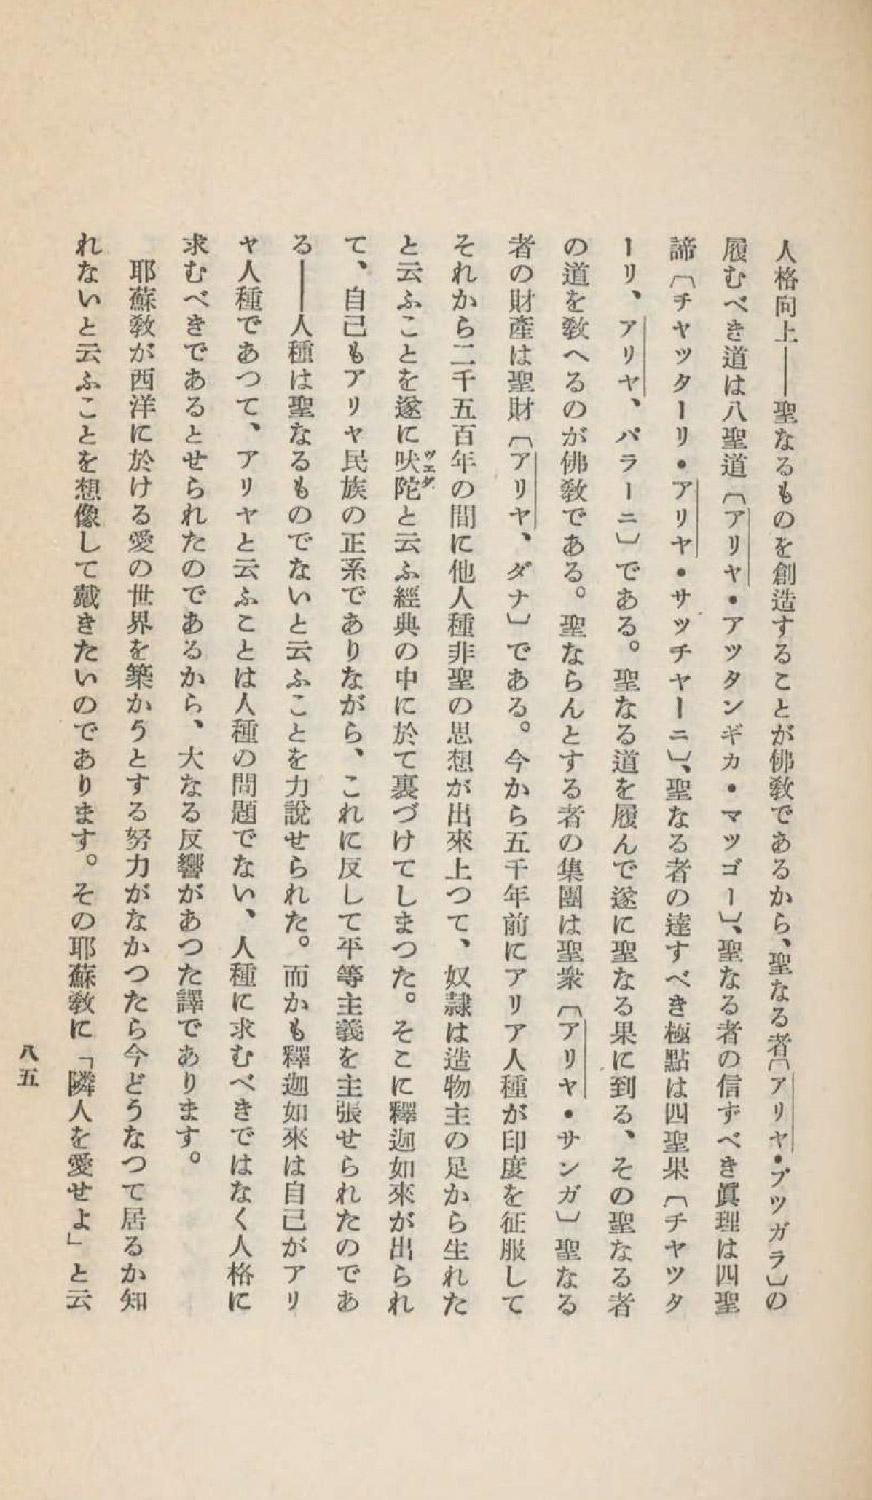 人格向上――聖なるものを創造することが佛敎であるから、聖なる者〔アリヤ・プツガラ〕の
履むべき道は八聖道〔アリヤ・アツタンギカ・マツゴー〕、聖なる者の信ずべき眞理は四聖
諦〔チヤッターリ・アリヤ・サッチヤーニ〕、聖なる者の達すべき極點は四聖果〔チヤツタ
ーリ、アリヤ、パラーニ〕である。聖なる道を履んで遂に聖なる果に到る、その聖なる者
の道を敎へるのが佛敎である。聖ならんとする者の集團は聖衆〔アリヤ・サンガ〕聖なる
者の財產は聖財〔アリヤ、ダナ〕である。今から五千年前にアリア人種が印度を征服して
それから二千五百年の間に他人種非聖の思想が出來上つて、奴隷は造物主の足から生れた
と云ふことを遂に吠陀と云ふ經典の中に於て裏づけてしまつた。そこに釋迦如來が出られ
ヴエダ
て、自己もアリヤ民族の正系でありながら、これに反して平等主義を主張せられたのであ
る――人種は聖なるものでないと云ふことを力說せられた。而かも釋迦如來は自己がアリ
ヤ人種であつて、アリヤと云ふことは人種の問題でない、人種に求むべきではなく人格に
求むべきであるとせられたのであるから、大なる反響があつた譯であります。
耶蘇敎が西洋に於ける愛の世界を築かうとする努力がなかつたら今どうなつて居るか知
れないと云ふことを想像して戴きたいのであります。その耶蘇敎に「隣人を愛せよ」と云
八五